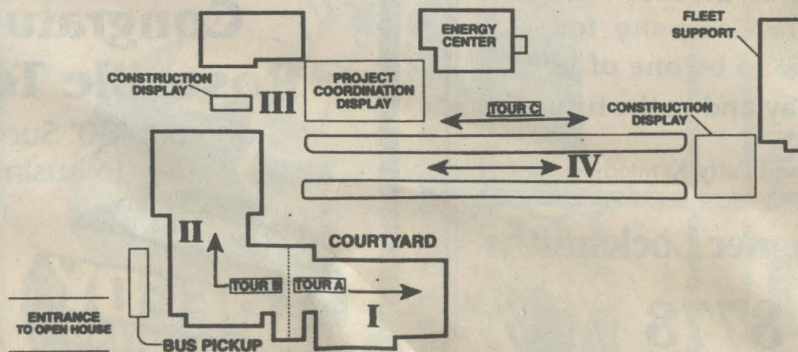 CONSTRUCTION
DISPLAY
III
PROJECT
COORDINATION
DISPLAY
ENERGY
CENTER
FLEET
SUPPORT
TOUR C
CONSTRUCTION
DISPLAY
IV
II
COURTYARD
TOUR B
TOUR A
I
ENTRANCE
TO OPEN HOUSE
BUS PICKUP